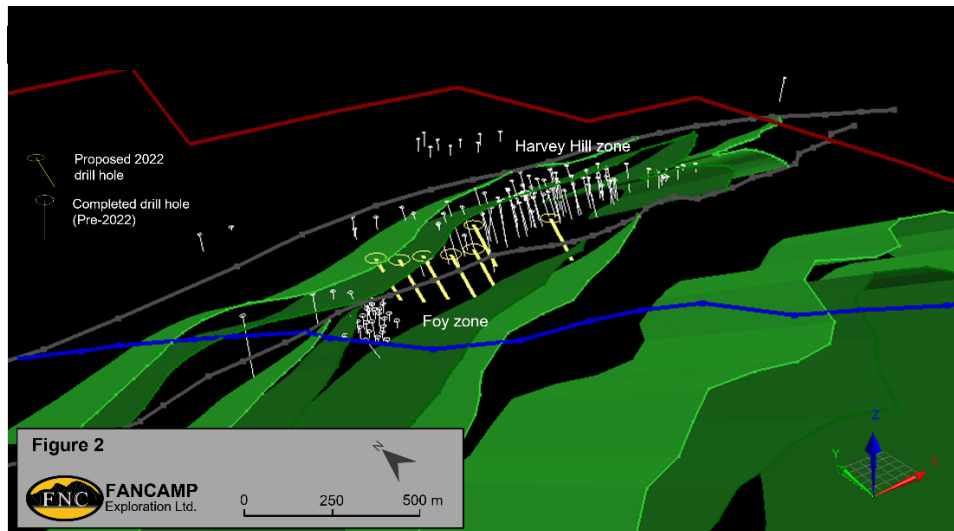 Harvey Hill zone
Proposed 2022
drill hole
Completed drill hole
(Pre-2022)
Foy zone
Figure 2
N
FNC
FANCAMP
Exploration Ltd.
0 250 500 m
Z
Y
X